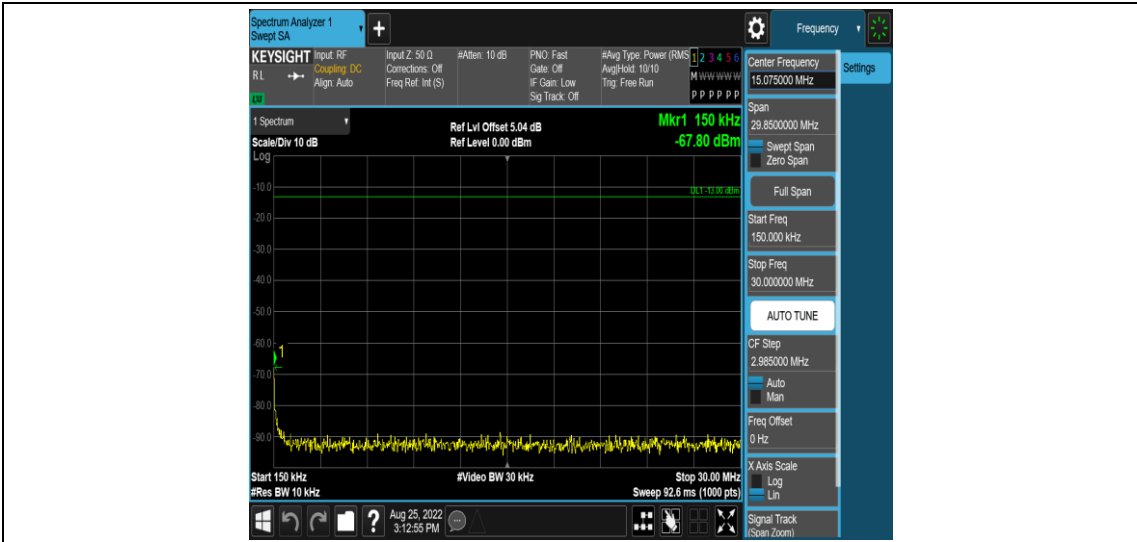 Spectrum Analyzer 1
Swept SA
Frequency
KEYSIGHT
R L
LXI
Input: RF
Coupling: DC
Align: Auto
Input Z: 50 Ω
Corrections: Off
Freq Ref: Int (S)
#Atten: 10 dB
PNO: Fast
Gate: Off
IF Gain: Low
Sig Track: Off
#Avg Type: Power (RMS
Avg|Hold: 10/10
Trig: Free Run
1 2 3 4 5 6
M W W W W W
P P P P P P
1 Spectrum
Scale/Div 10 dB
Log
Ref Lvl Offset 5.04 dB
Ref Level 0.00 dBm
Mkr1 150 kHz
-67.80 dBm
DL1 -13.00 dBm
-10.0
-20.0
-30.0
-40.0
-50.0
-60.0
1
-70.0
-80.0
-90.0
Start 150 kHz
#Res BW 10 kHz
#Video BW 30 kHz
Stop 30.00 MHz
Sweep 92.6 ms (1000 pts)
Aug 25, 2022
3:12:55 PM
Center Frequency
15.075000 MHz
Settings
Span
29.8500000 MHz
Swept Span
Zero Span
Full Span
Start Freq
150.000 kHz
Stop Freq
30.000000 MHz
AUTO TUNE
CF Step
2.985000 MHz
Auto
Man
Freq Offset
0 Hz
X Axis Scale
Log
Lin
Signal Track
(Span Zoom)